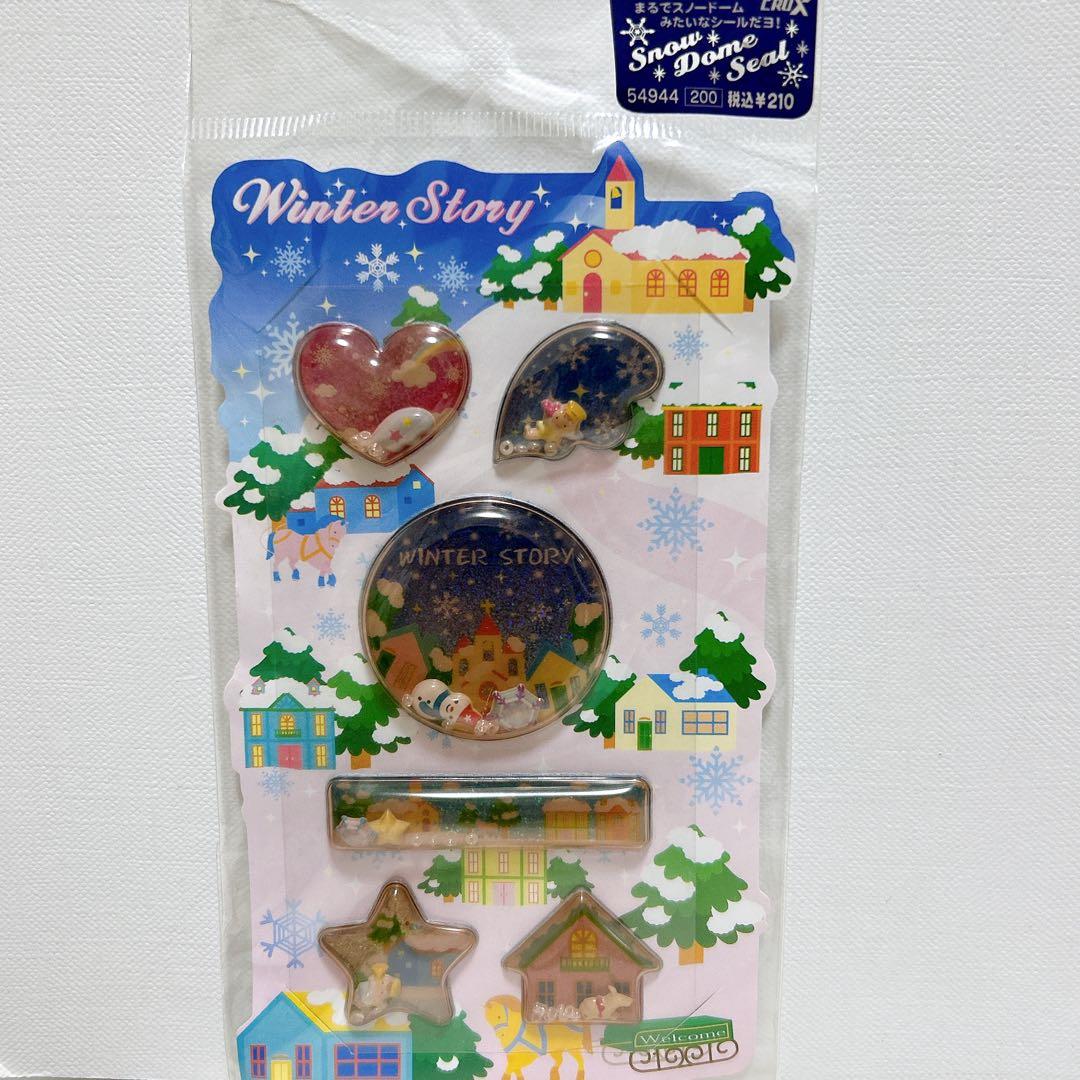 まるでスノードーム CRUX
みたいなシールだヨ!
Snow
Dome
Seal
54944 200 税込¥210
Winter Story
WINTER STORY
Welcome